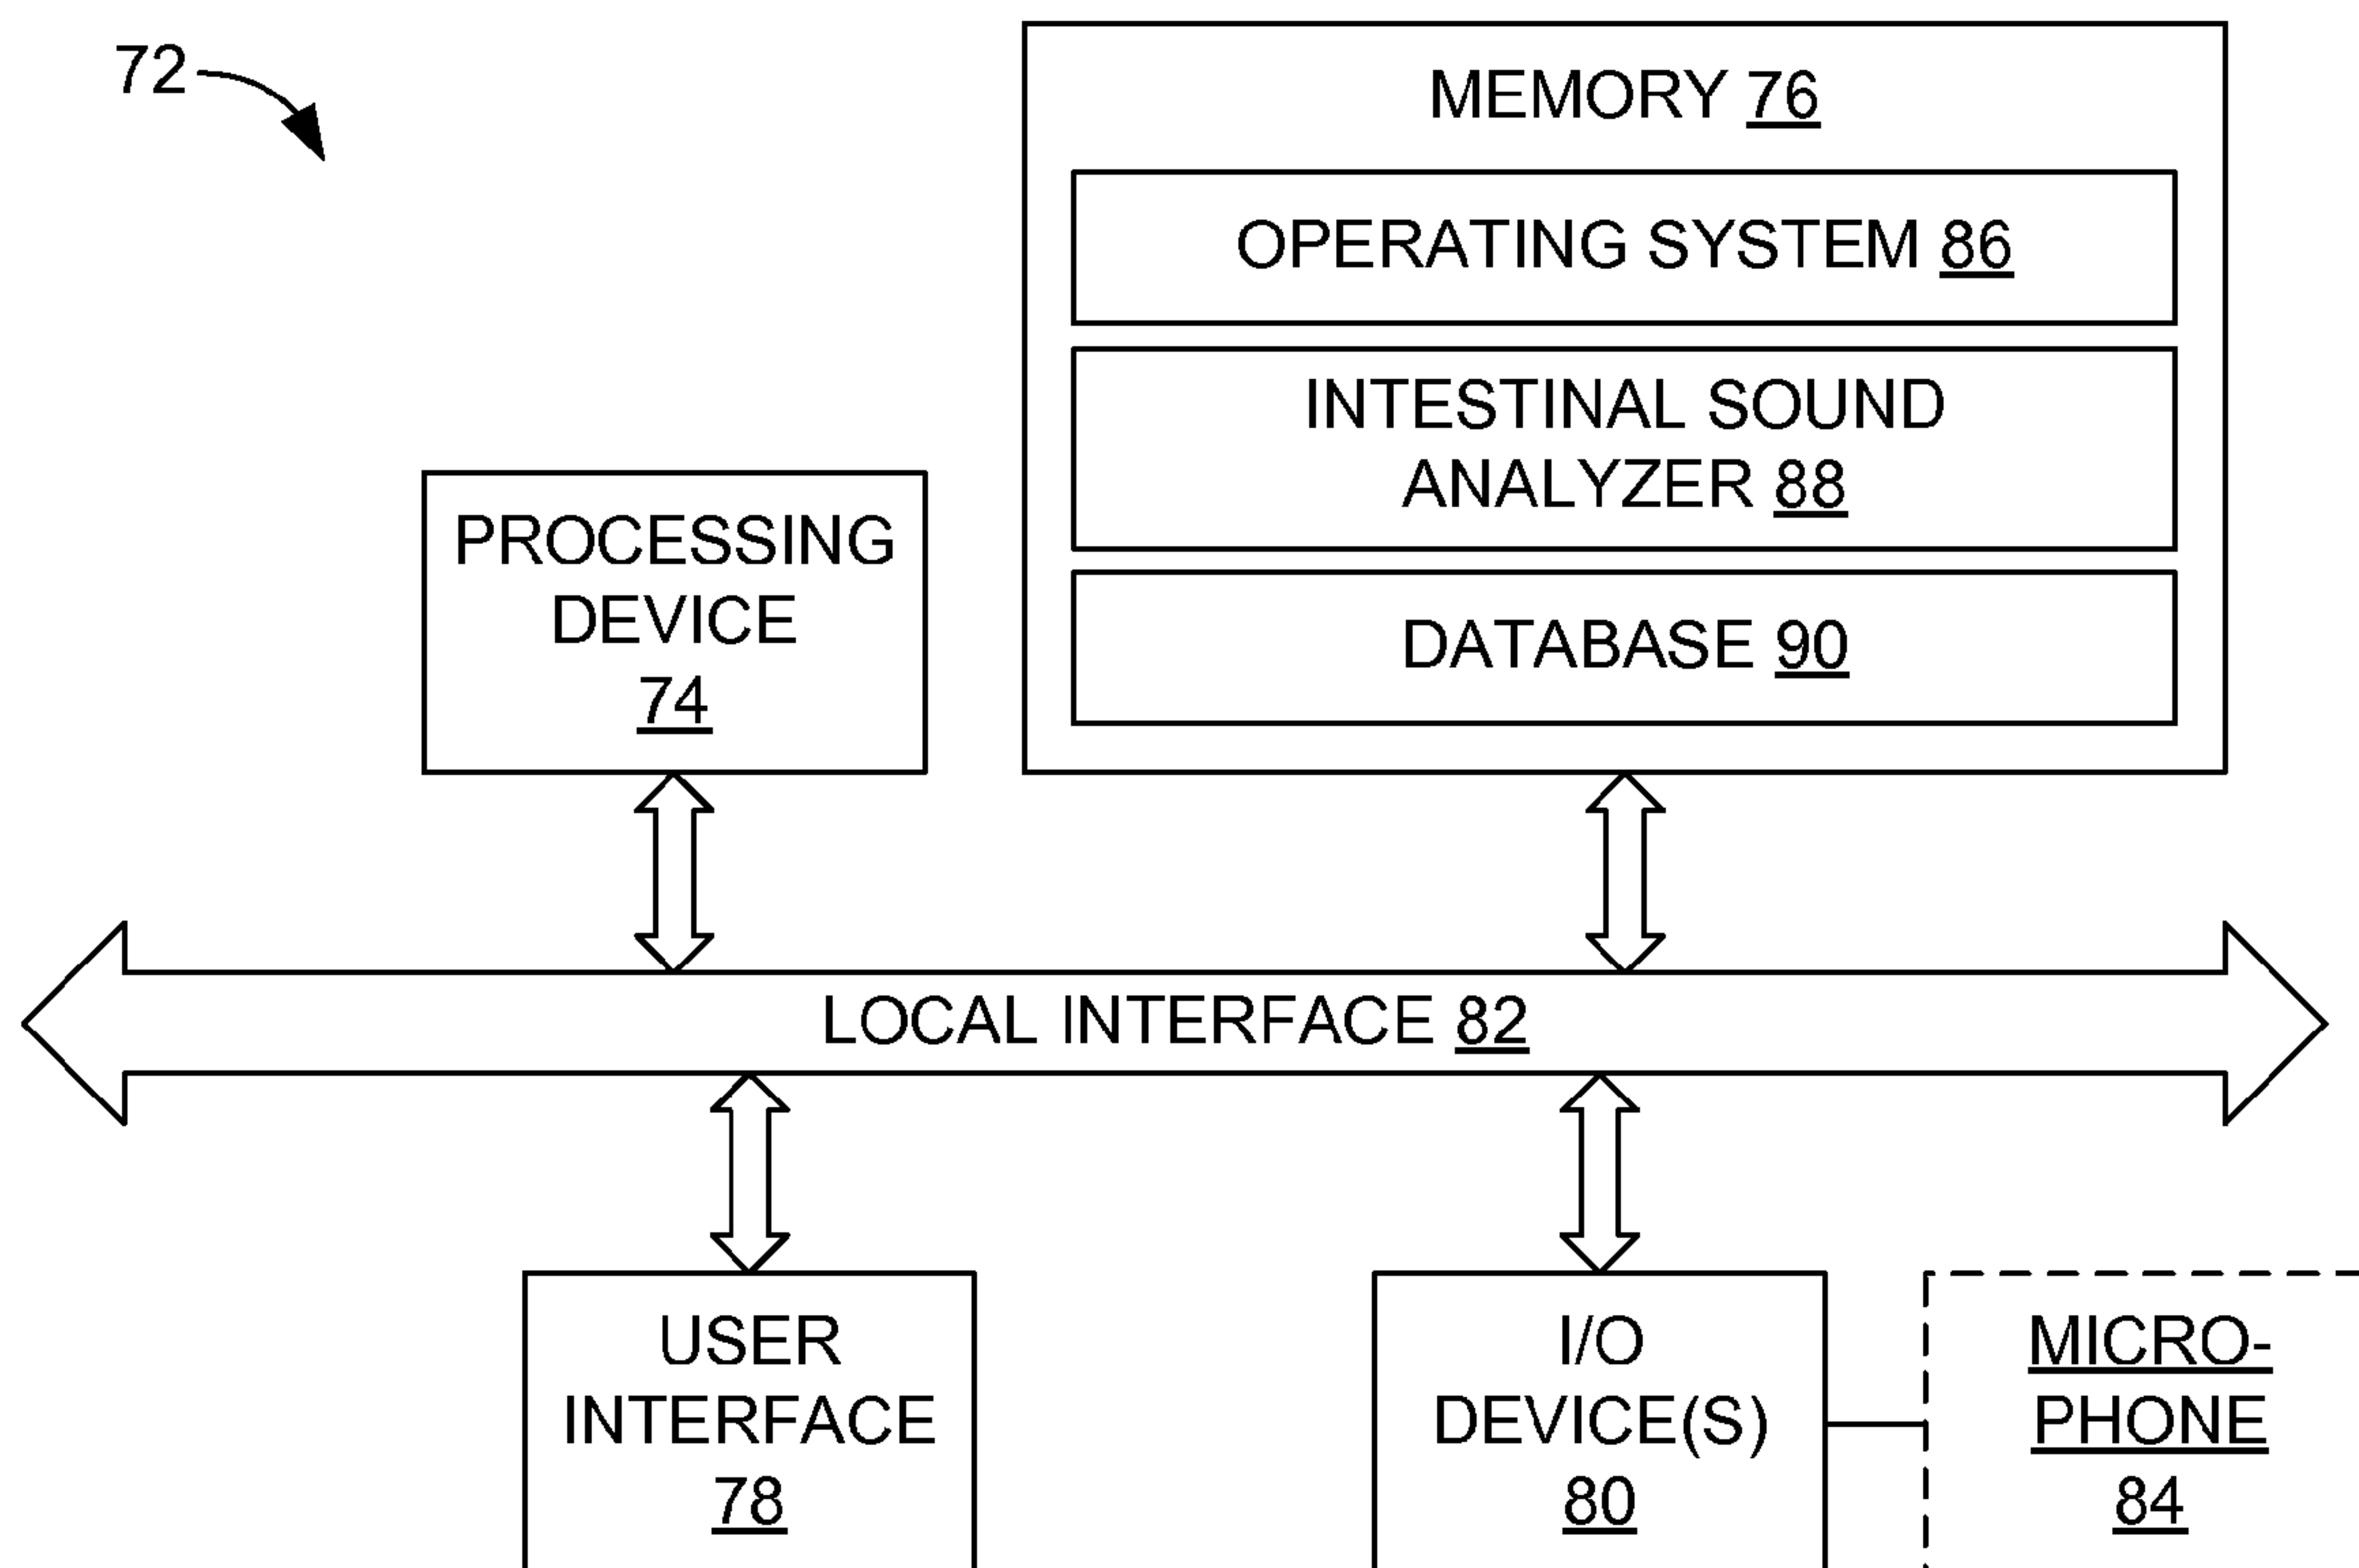 72
MEMORY 76
OPERATING SYSTEM 86
INTESTINAL SOUND
ANALYZER 88
DATABASE 90
PROCESSING
DEVICE
74
LOCAL INTERFACE 82
USER
INTERFACE
78
I/O
DEVICE(S)
80
MICRO-
PHONE
84